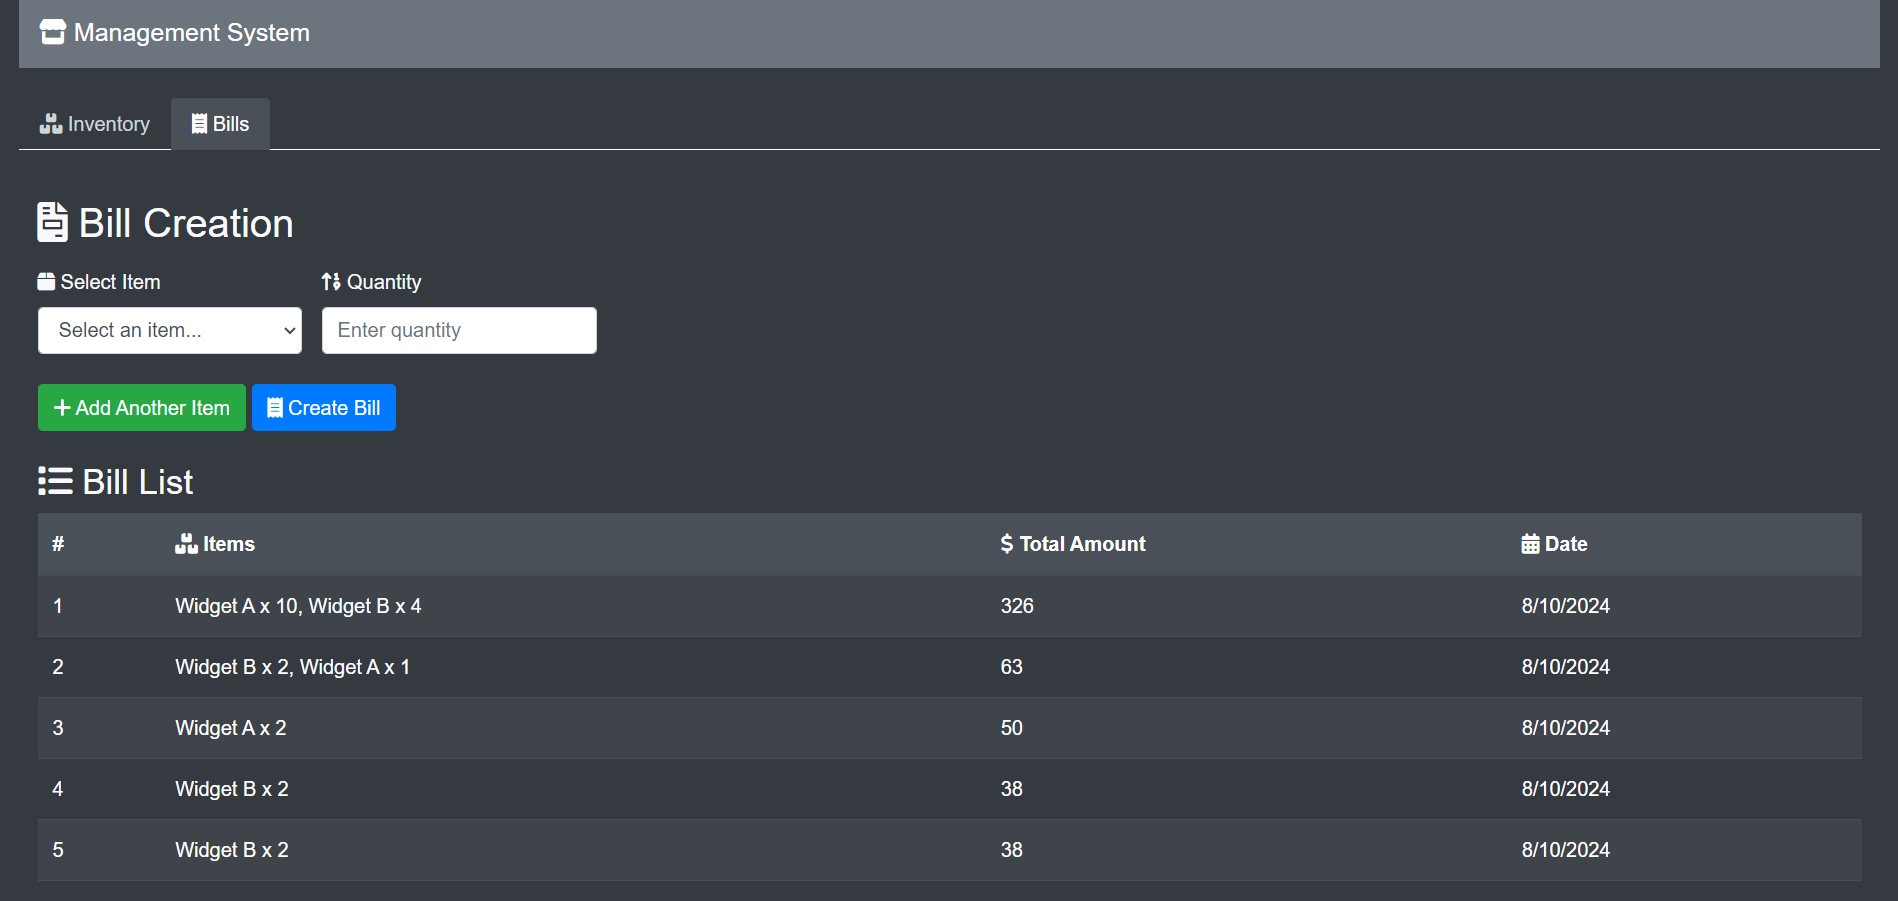 Management System
Inventory Bills
Bill Creation
Select Item Quantity
Select an item... Enter quantity
Add Another Item Create Bill
Bill List
# Items $ Total Amount Date
1 Widget A x 10, Widget B x 4 326 8/10/2024
2 Widget B x 2, Widget A x 1 63 8/10/2024
3 Widget A x 2 50 8/10/2024
4 Widget B x 2 38 8/10/2024
5 Widget B x 2 38 8/10/2024